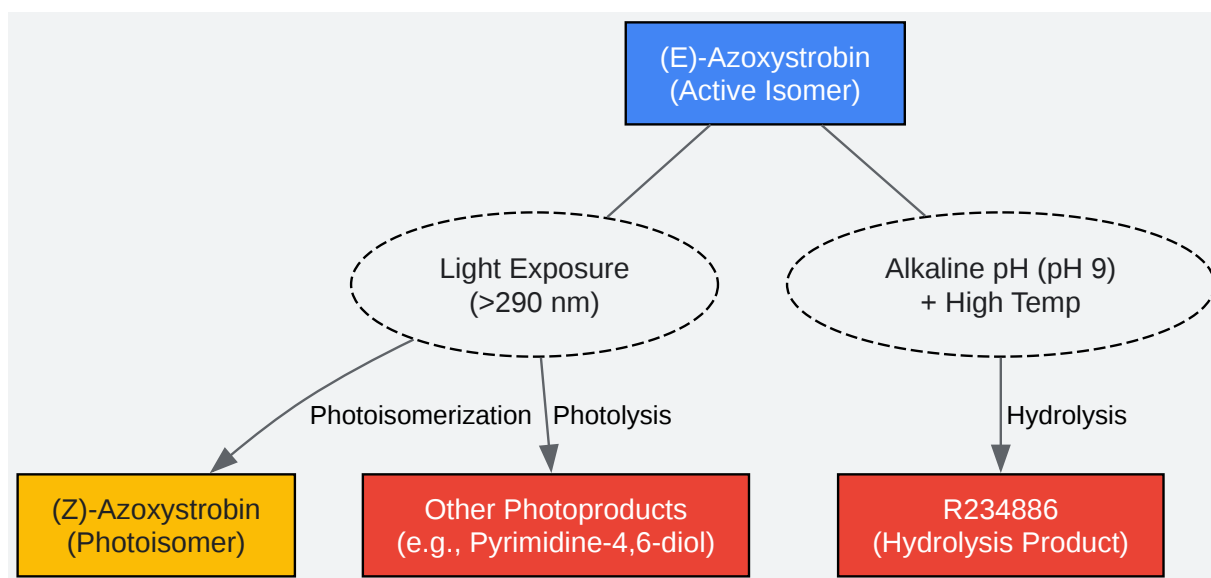 (E)-Azoxystrobin
(Active Isomer)
Light Exposure
(>290 nm)
Alkaline pH (pH 9)
+ High Temp
Photoisomerization
Photolysis
Hydrolysis
(Z)-Azoxystrobin
(Photoisomer)
Other Photoproducts
(e.g., Pyrimidine-4,6-diol)
R234886
(Hydrolysis Product)